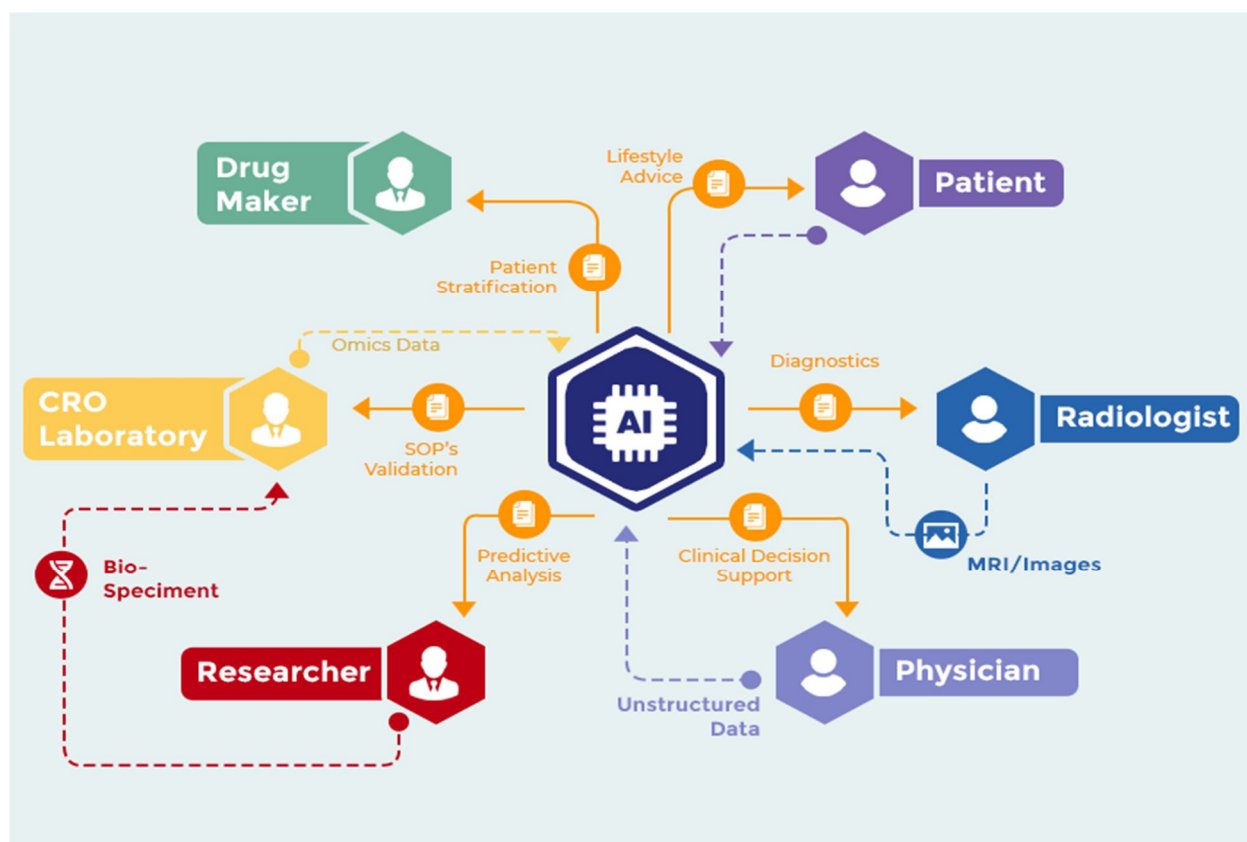 Drug
Maker
Lifestyle
Advice
Patient
Patient
Stratification
Omics Data
AI
Diagnostics
CRO
Laboratory
SOP's
Validation
Radiologist
MRI/Images
Bio-
Speciment
Predictive
Analysis
Clinical Decision
Support
Researcher
Physician
Unstructured
Data